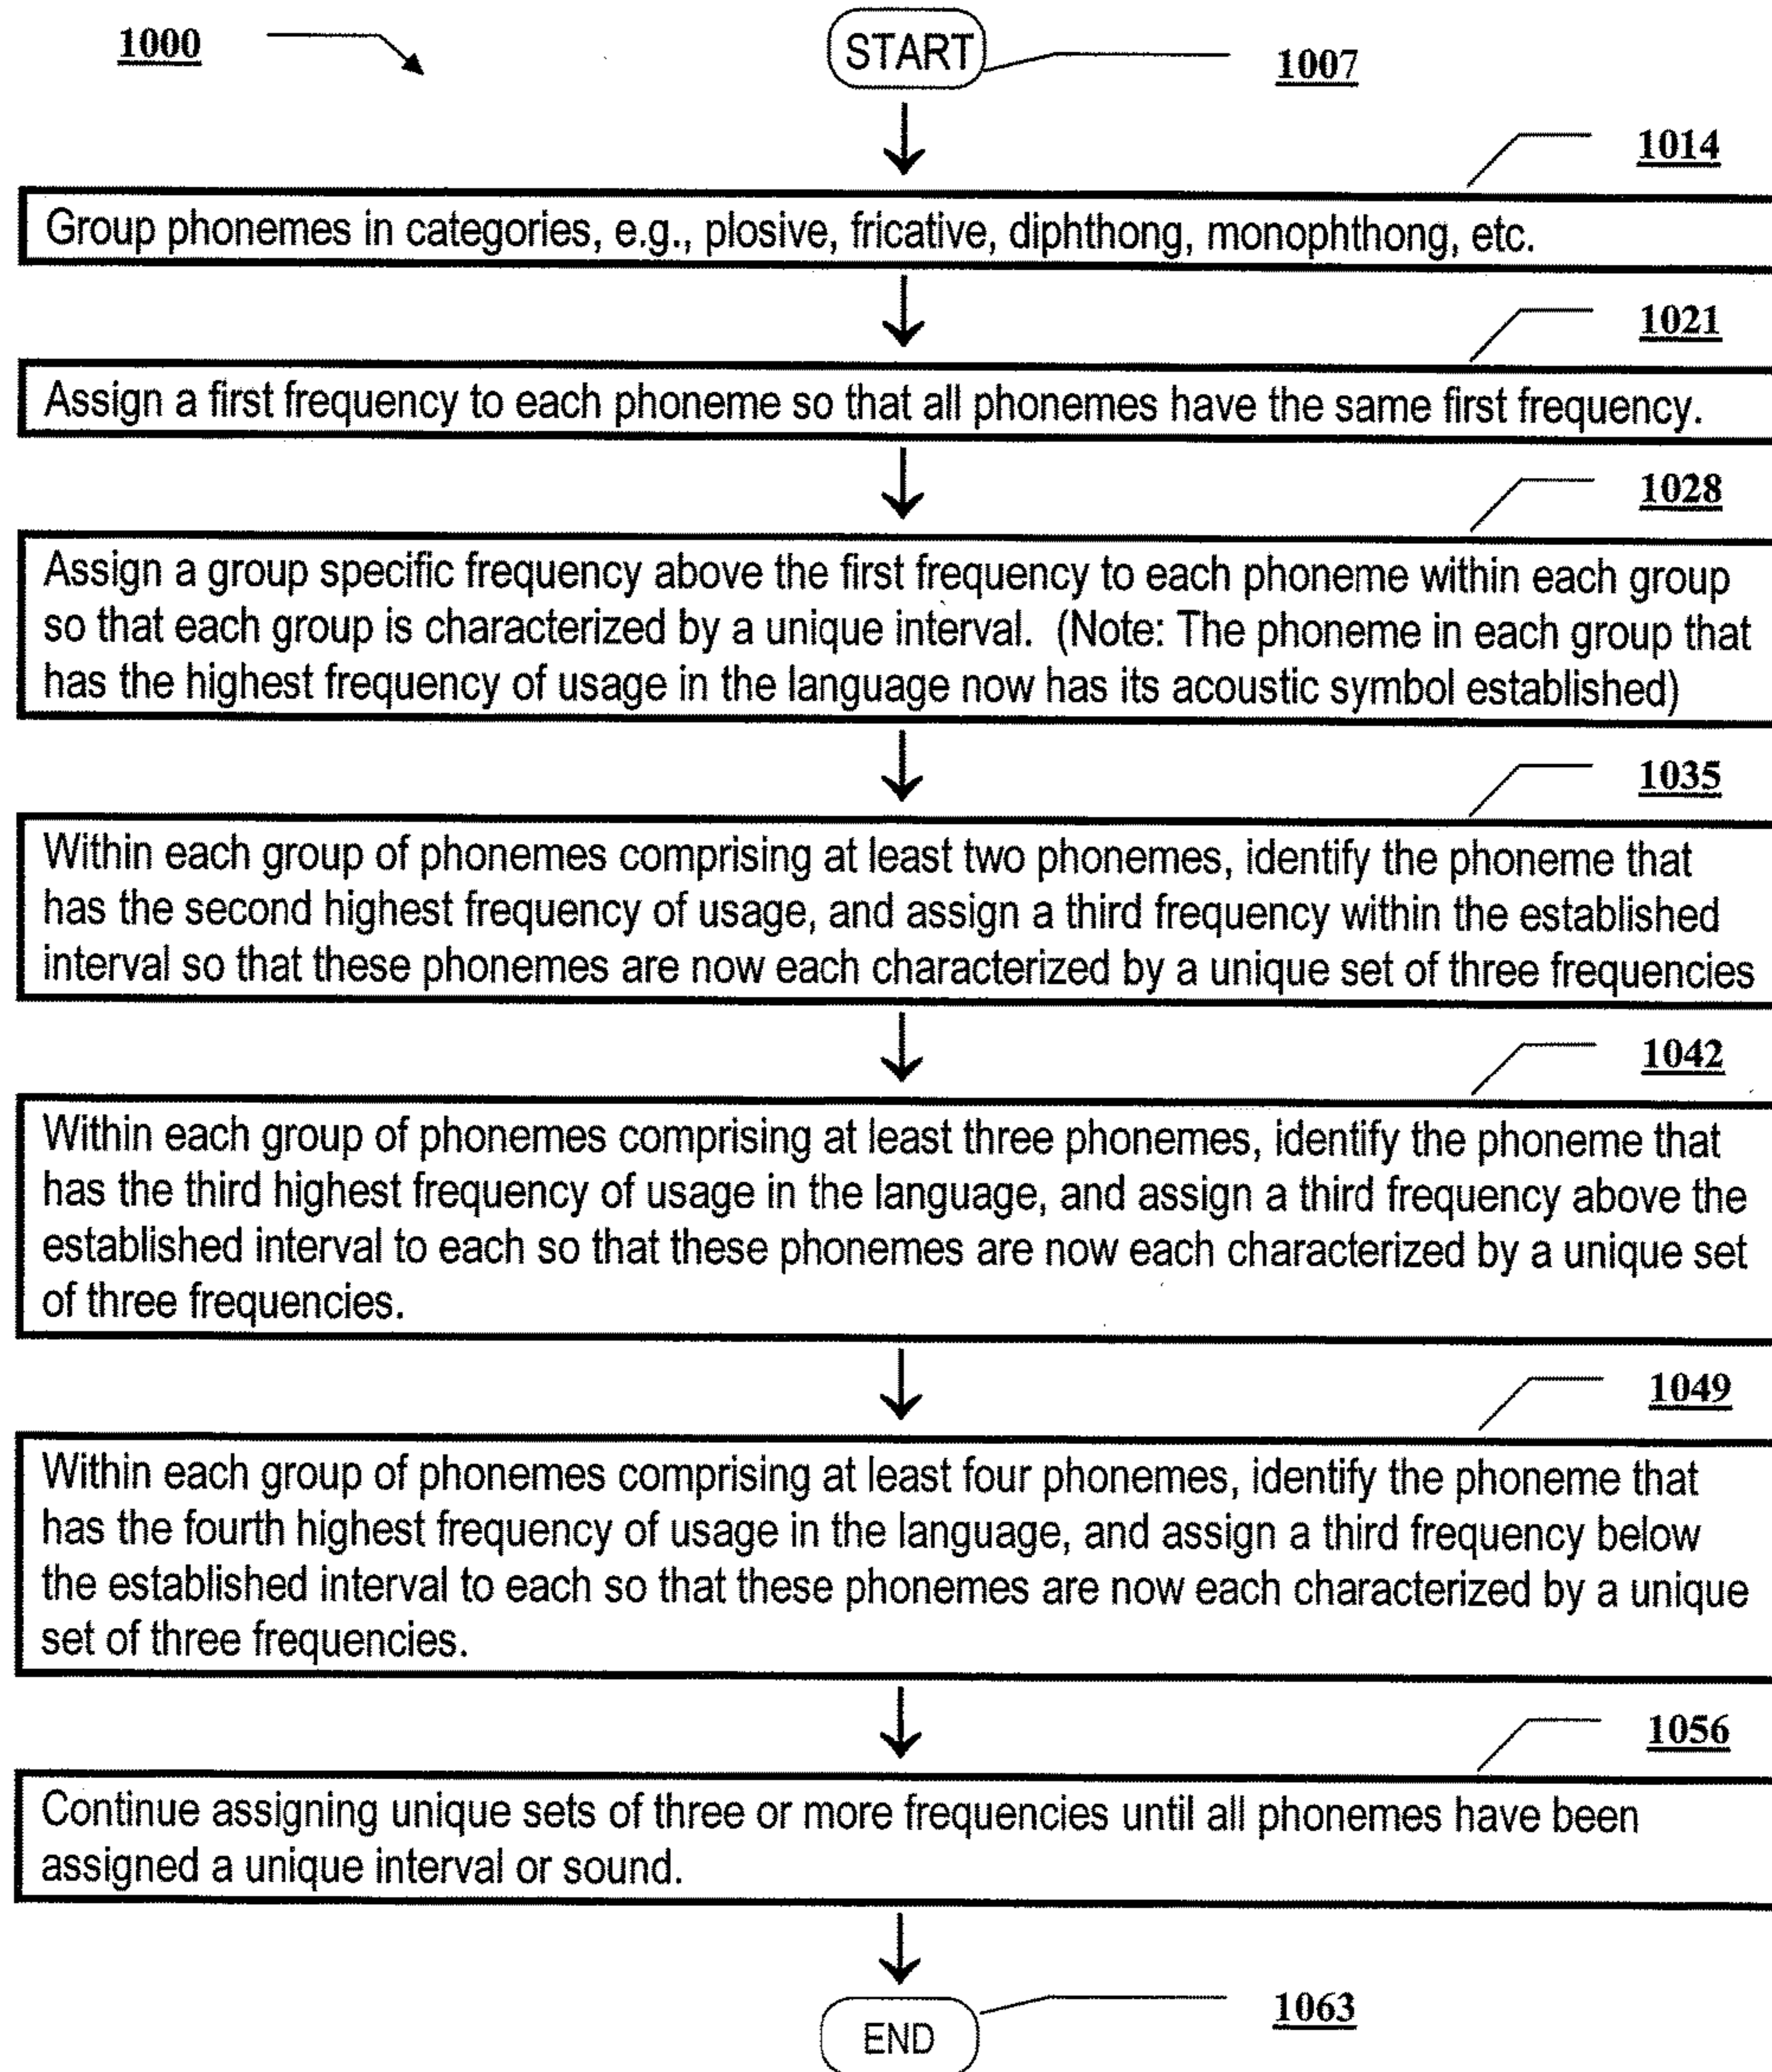 1000
START
1007
1014
Group phonemes in categories, e.g., plosive, fricative, diphthong, monophthong, etc.
1021
Assign a first frequency to each phoneme so that all phonemes have the same first frequency.
1028
Assign a group specific frequency above the first frequency to each phoneme within each group
so that each group is characterized by a unique interval. (Note: The phoneme in each group that
has the highest frequency of usage in the language now has its acoustic symbol established)
1035
Within each group of phonemes comprising at least two phonemes, identify the phoneme that
has the second highest frequency of usage, and assign a third frequency within the established
interval so that these phonemes are now each characterized by a unique set of three frequencies
1042
Within each group of phonemes comprising at least three phonemes, identify the phoneme that
has the third highest frequency of usage in the language, and assign a third frequency above the
established interval to each so that these phonemes are now each characterized by a unique set
of three frequencies.
1049
Within each group of phonemes comprising at least four phonemes, identify the phoneme that
has the fourth highest frequency of usage in the language, and assign a third frequency below
the established interval to each so that these phonemes are now each characterized by a unique
set of three frequencies.
1056
Continue assigning unique sets of three or more frequencies until all phonemes have been
assigned a unique interval or sound.
1063
END